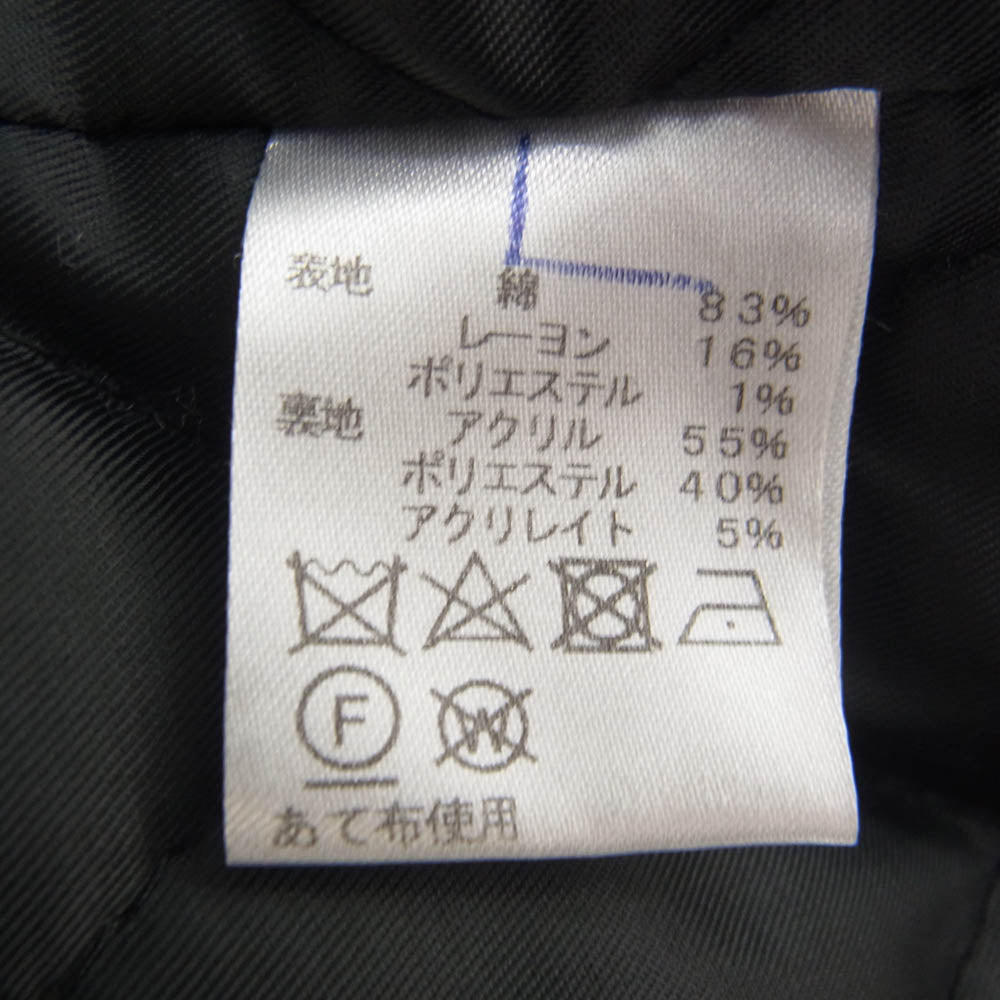 表地 綿 83%
レーヨン 16%
ポリエステル 1%
裏地 アクリル 55%
ポリエステル 40%
アクリレイト 5%
F W
あて布使用